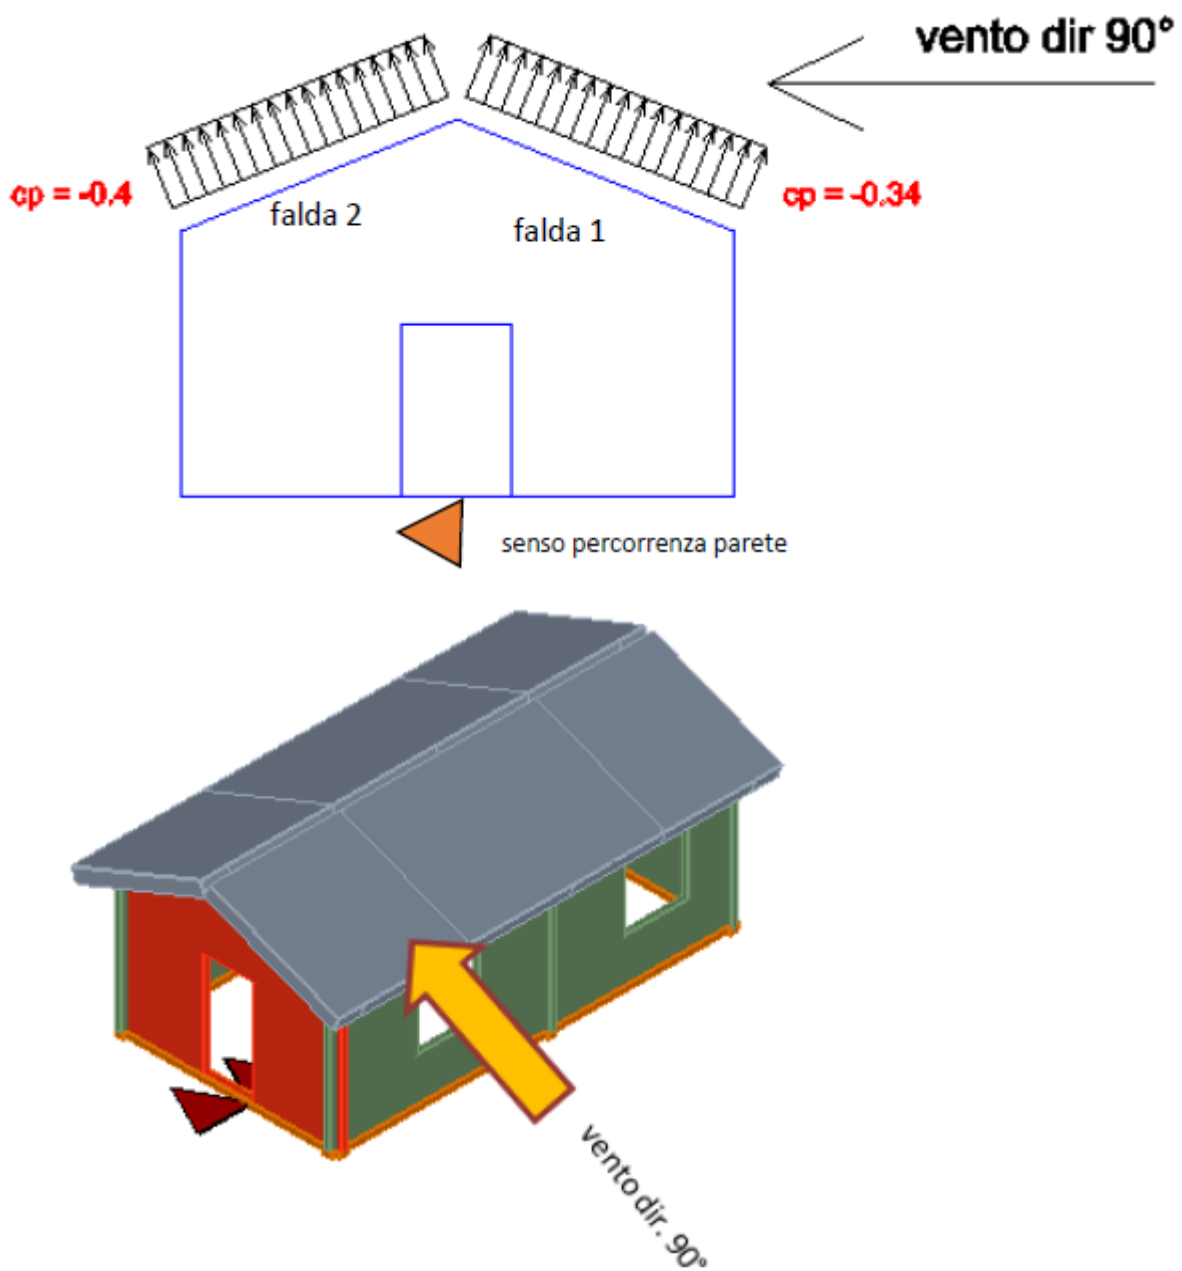 vento dir 90°
cp = -0.4
cp = -0.34
falda 2
falda 1
senso percorrenza parete
vento dir. 90°